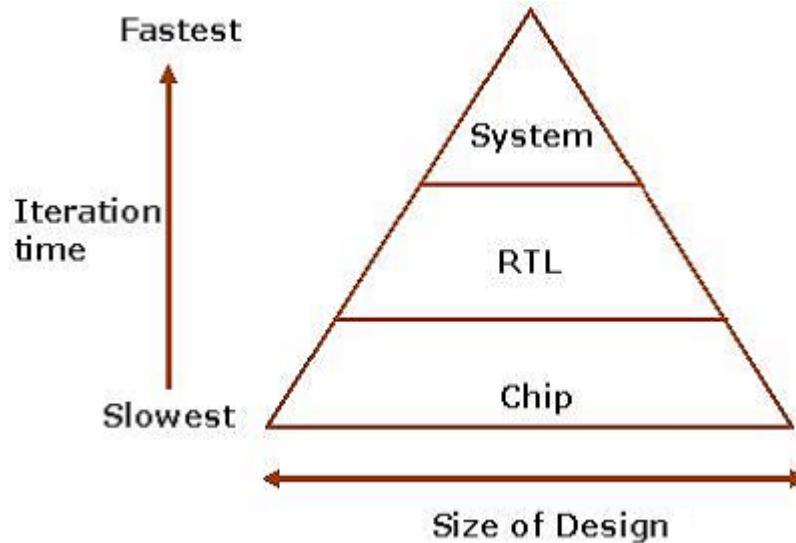 Fastest
System
Iteration
time
RTL
Slowest
Chip
Size of Design